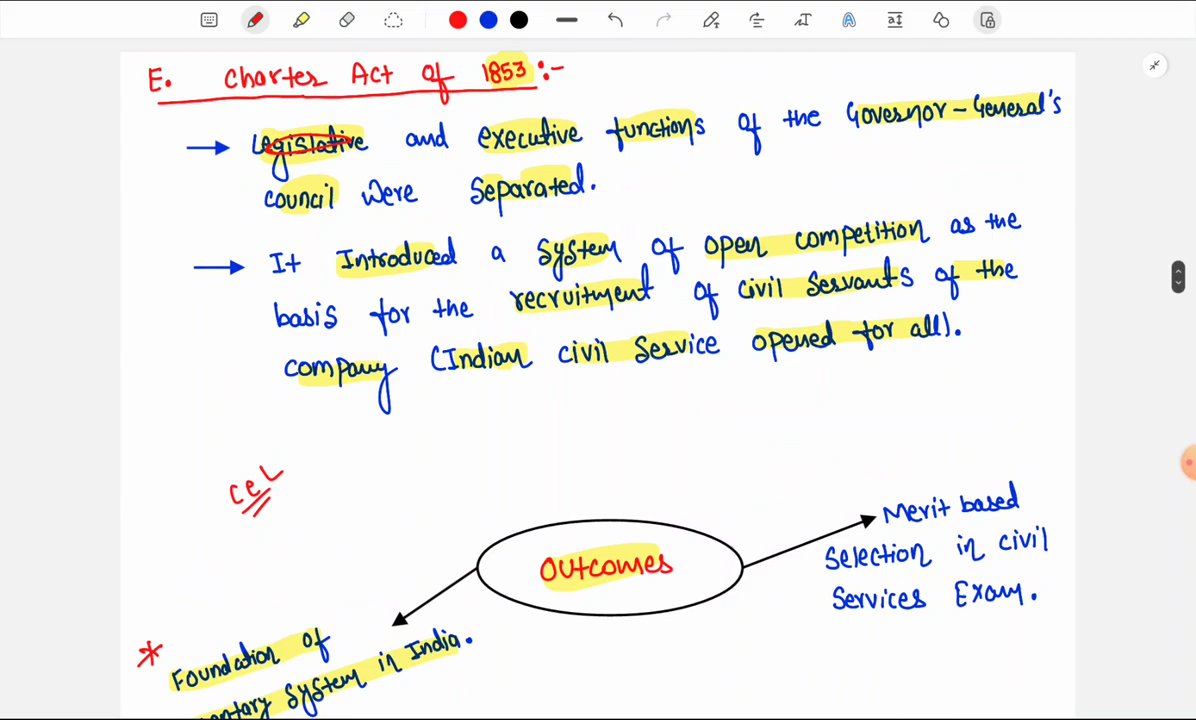 E. Charter Act of 1853:-
→ Legislative and executive functions of the Governor-General's
council were separated.
→ It Introduced a system of open competition as the
basis for the recruitment of civil servants of the
company (Indian civil service opened for all).
OUTCOMES
Merit based
Selection in civil
Services Exam.
* Foundation of
System in India.